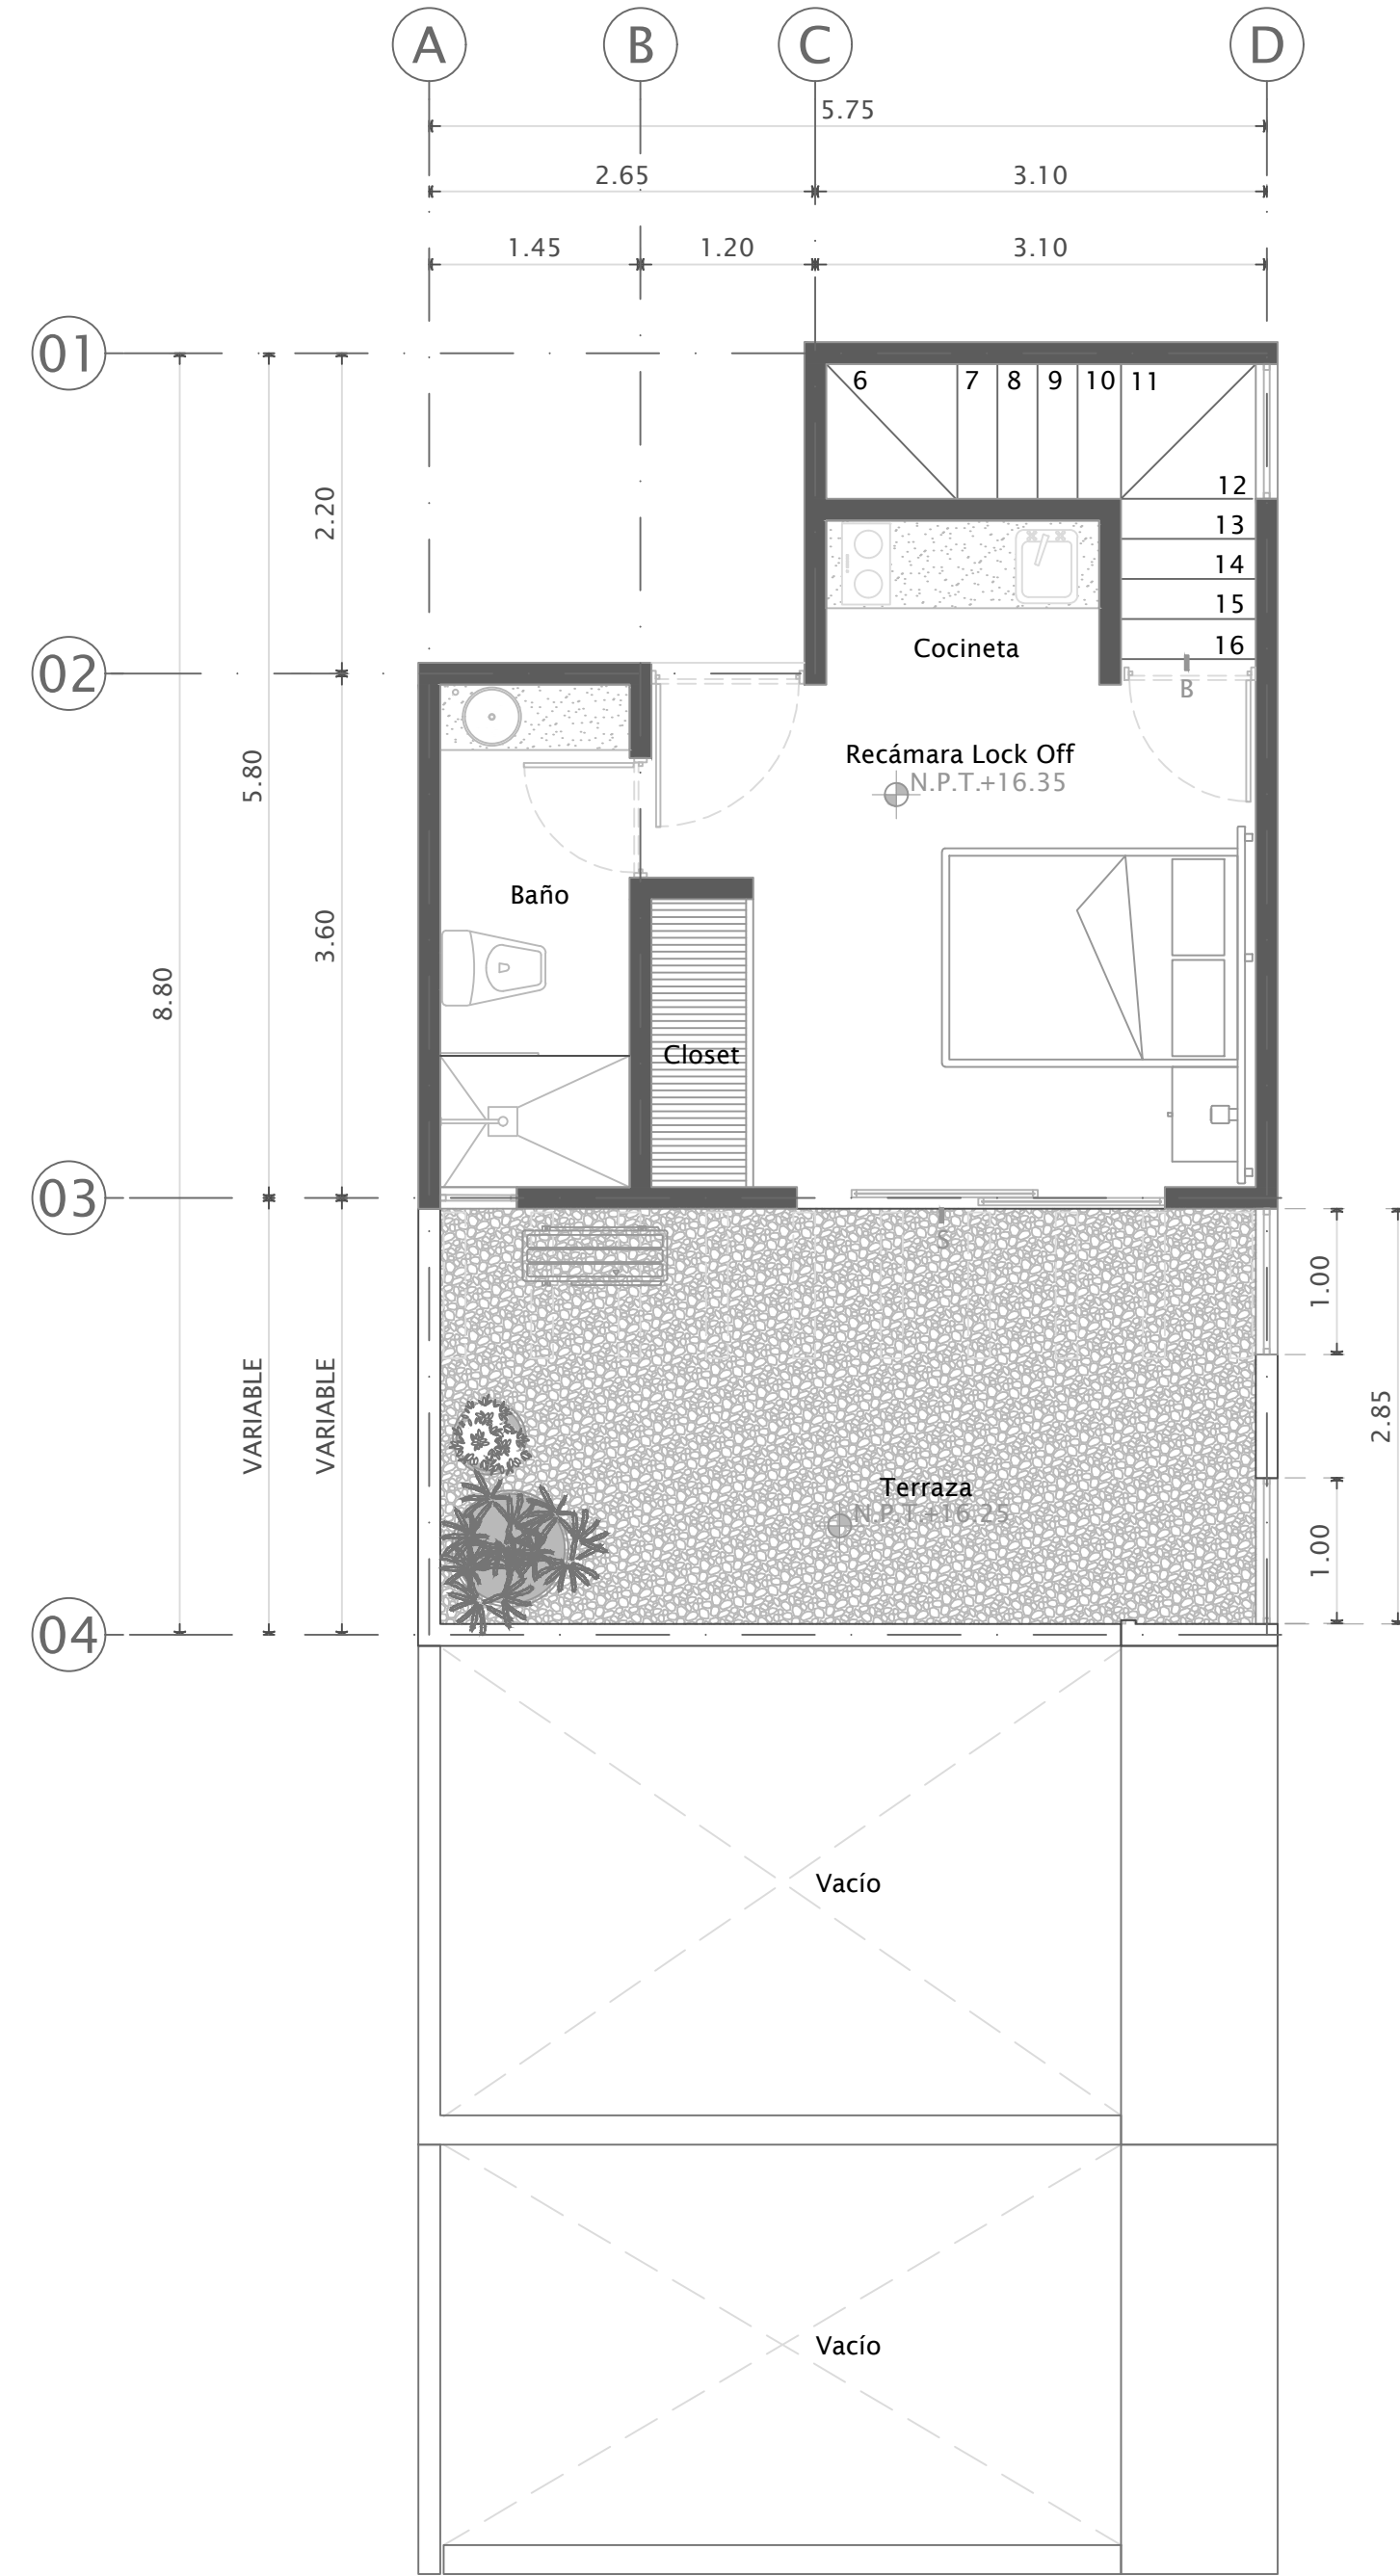 A B C D
5.75
2.65 3.10
1.45 1.20 3.10
01
6 7 8 9 10 11
12
2.20
13
14
15
16
Cocineta
02
B
Recámara Lock Off
N.P.T.+16.35
5.80
Baño
3.60
8.80
Closet
03
S
1.00
VARIABLE
VARIABLE
2.85
Terraza
N.P.T.+16.25
1.00
04
Vacío
Vacío